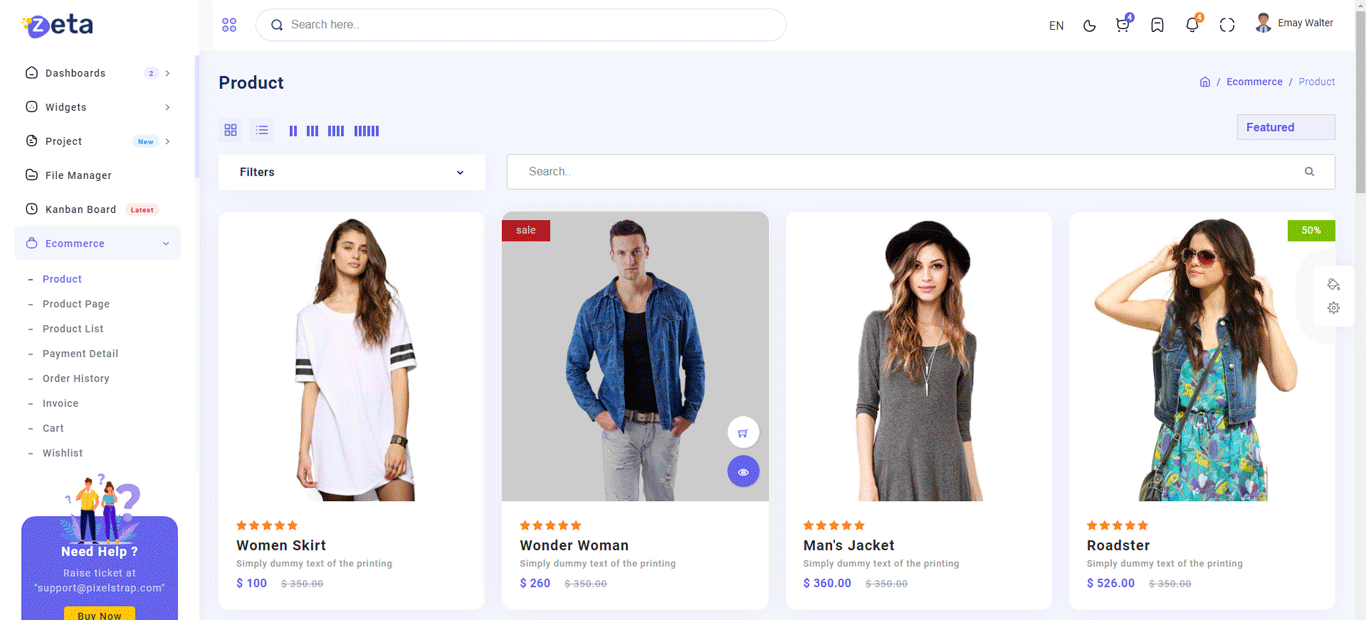 zeta
Search here..
EN
4
4
Emay Walter
Dashboards 2
Widgets
Project New
File Manager
Kanban Board Latest
Ecommerce
- Product
- Product Page
- Product List
- Payment Detail
- Order History
- Invoice
- Cart
- Wishlist
Need Help ?
Raise ticket at
"support@pixelstrap.com"
Buy Now
Product
/ Ecommerce / Product
Featured
Filters
Search..
sale
50%
Women Skirt
Simply dummy text of the printing
$ 100 $ 350.00
Wonder Woman
Simply dummy text of the printing
$ 260 $ 350.00
Man's Jacket
Simply dummy text of the printing
$ 360.00 $ 350.00
Roadster
Simply dummy text of the printing
$ 526.00 $ 350.00